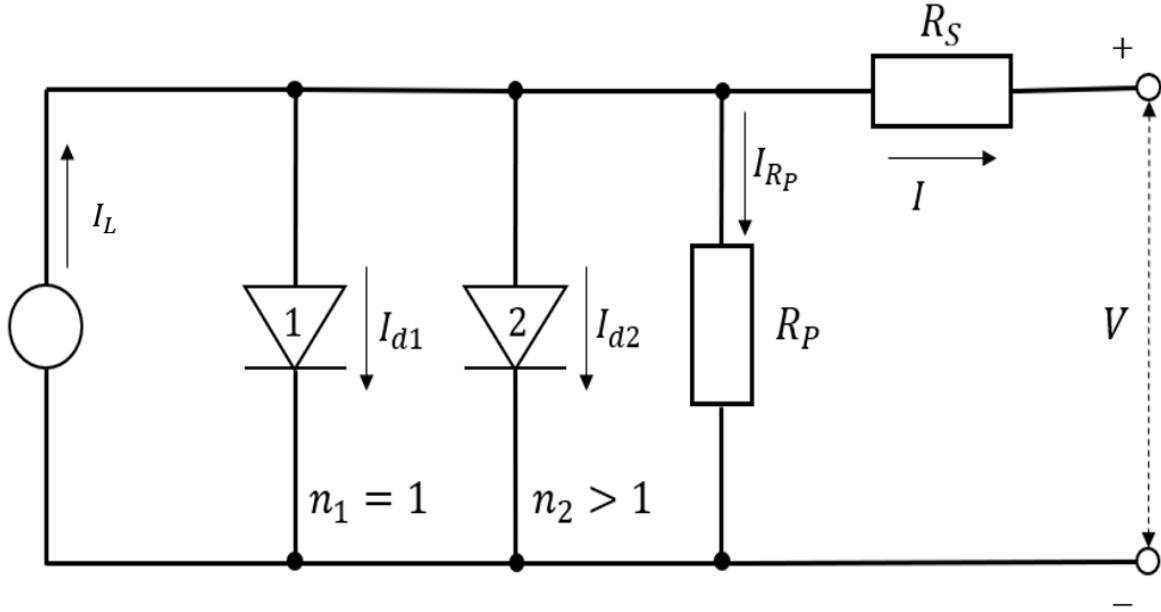 R_S
+
I_{R_P}
I
I_L
1
I_{d1}
2
I_{d2}
R_P
V
n_1 = 1
n_2 > 1
−